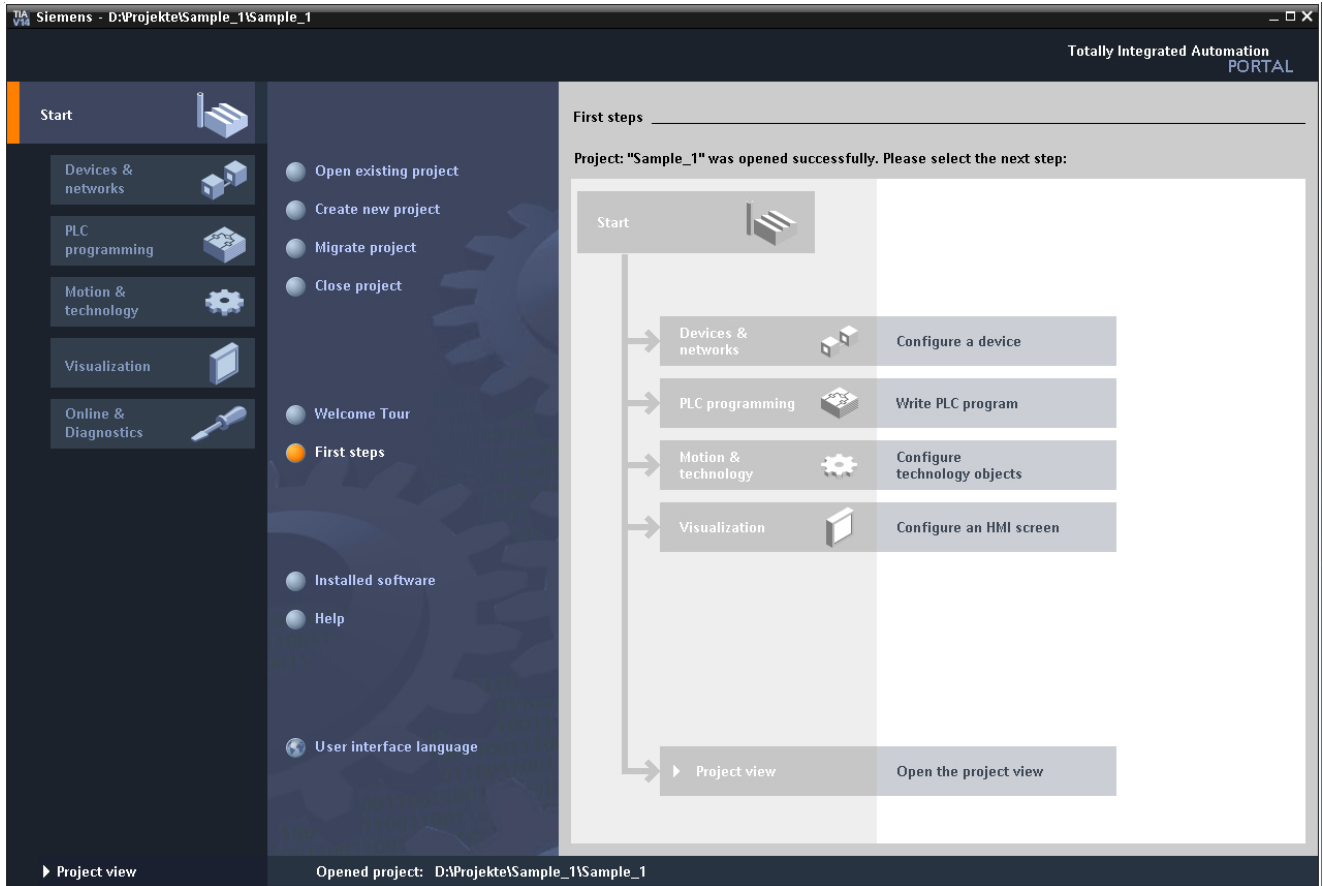 TIA
V14
Siemens - D:\Projekte\Sample_1\Sample_1
Totally Integrated Automation
PORTAL
Start
Devices &
networks
PLC
programming
Motion &
technology
Visualization
Online &
Diagnostics
Open existing project
Create new project
Migrate project
Close project
Welcome Tour
First steps
Installed software
Help
User interface language
First steps
Project: "Sample_1" was opened successfully. Please select the next step:
Start
Devices &
networks
Configure a device
PLC programming
Write PLC program
Motion &
technology
Configure
technology objects
Visualization
Configure an HMI screen
Project view
Open the project view
Project view
Opened project: D:\Projekte\Sample_1\Sample_1